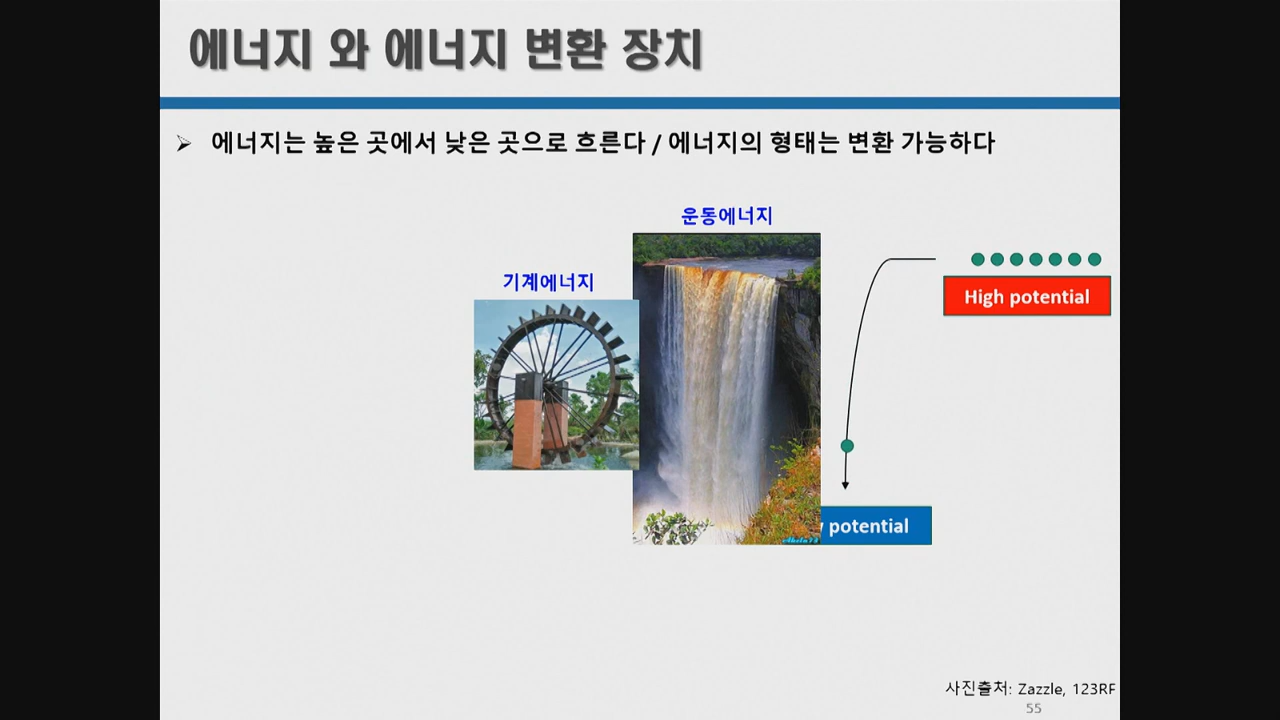 에너지 와 에너지 변환 장치
에너지는 높은 곳에서 낮은 곳으로 흐른다 / 에너지의 형태는 변환 가능하다
운동에너지
기계에너지
High potential
potential
사진출처: Zazzle, 123RF
55